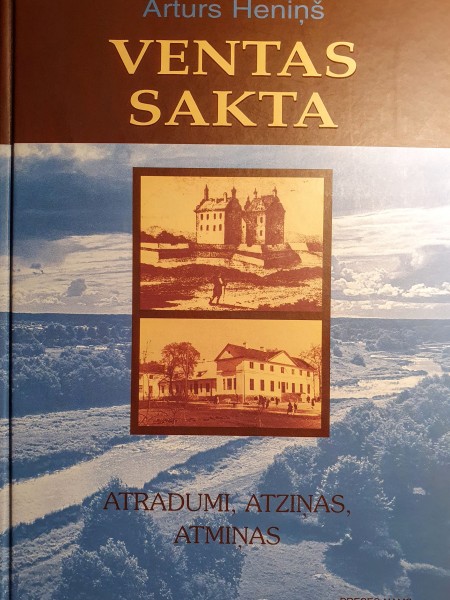 Arturs Heniņš
VENTAS
SAKTA
ATRADUMI, ATZIŅAS,
ATMIŅAS